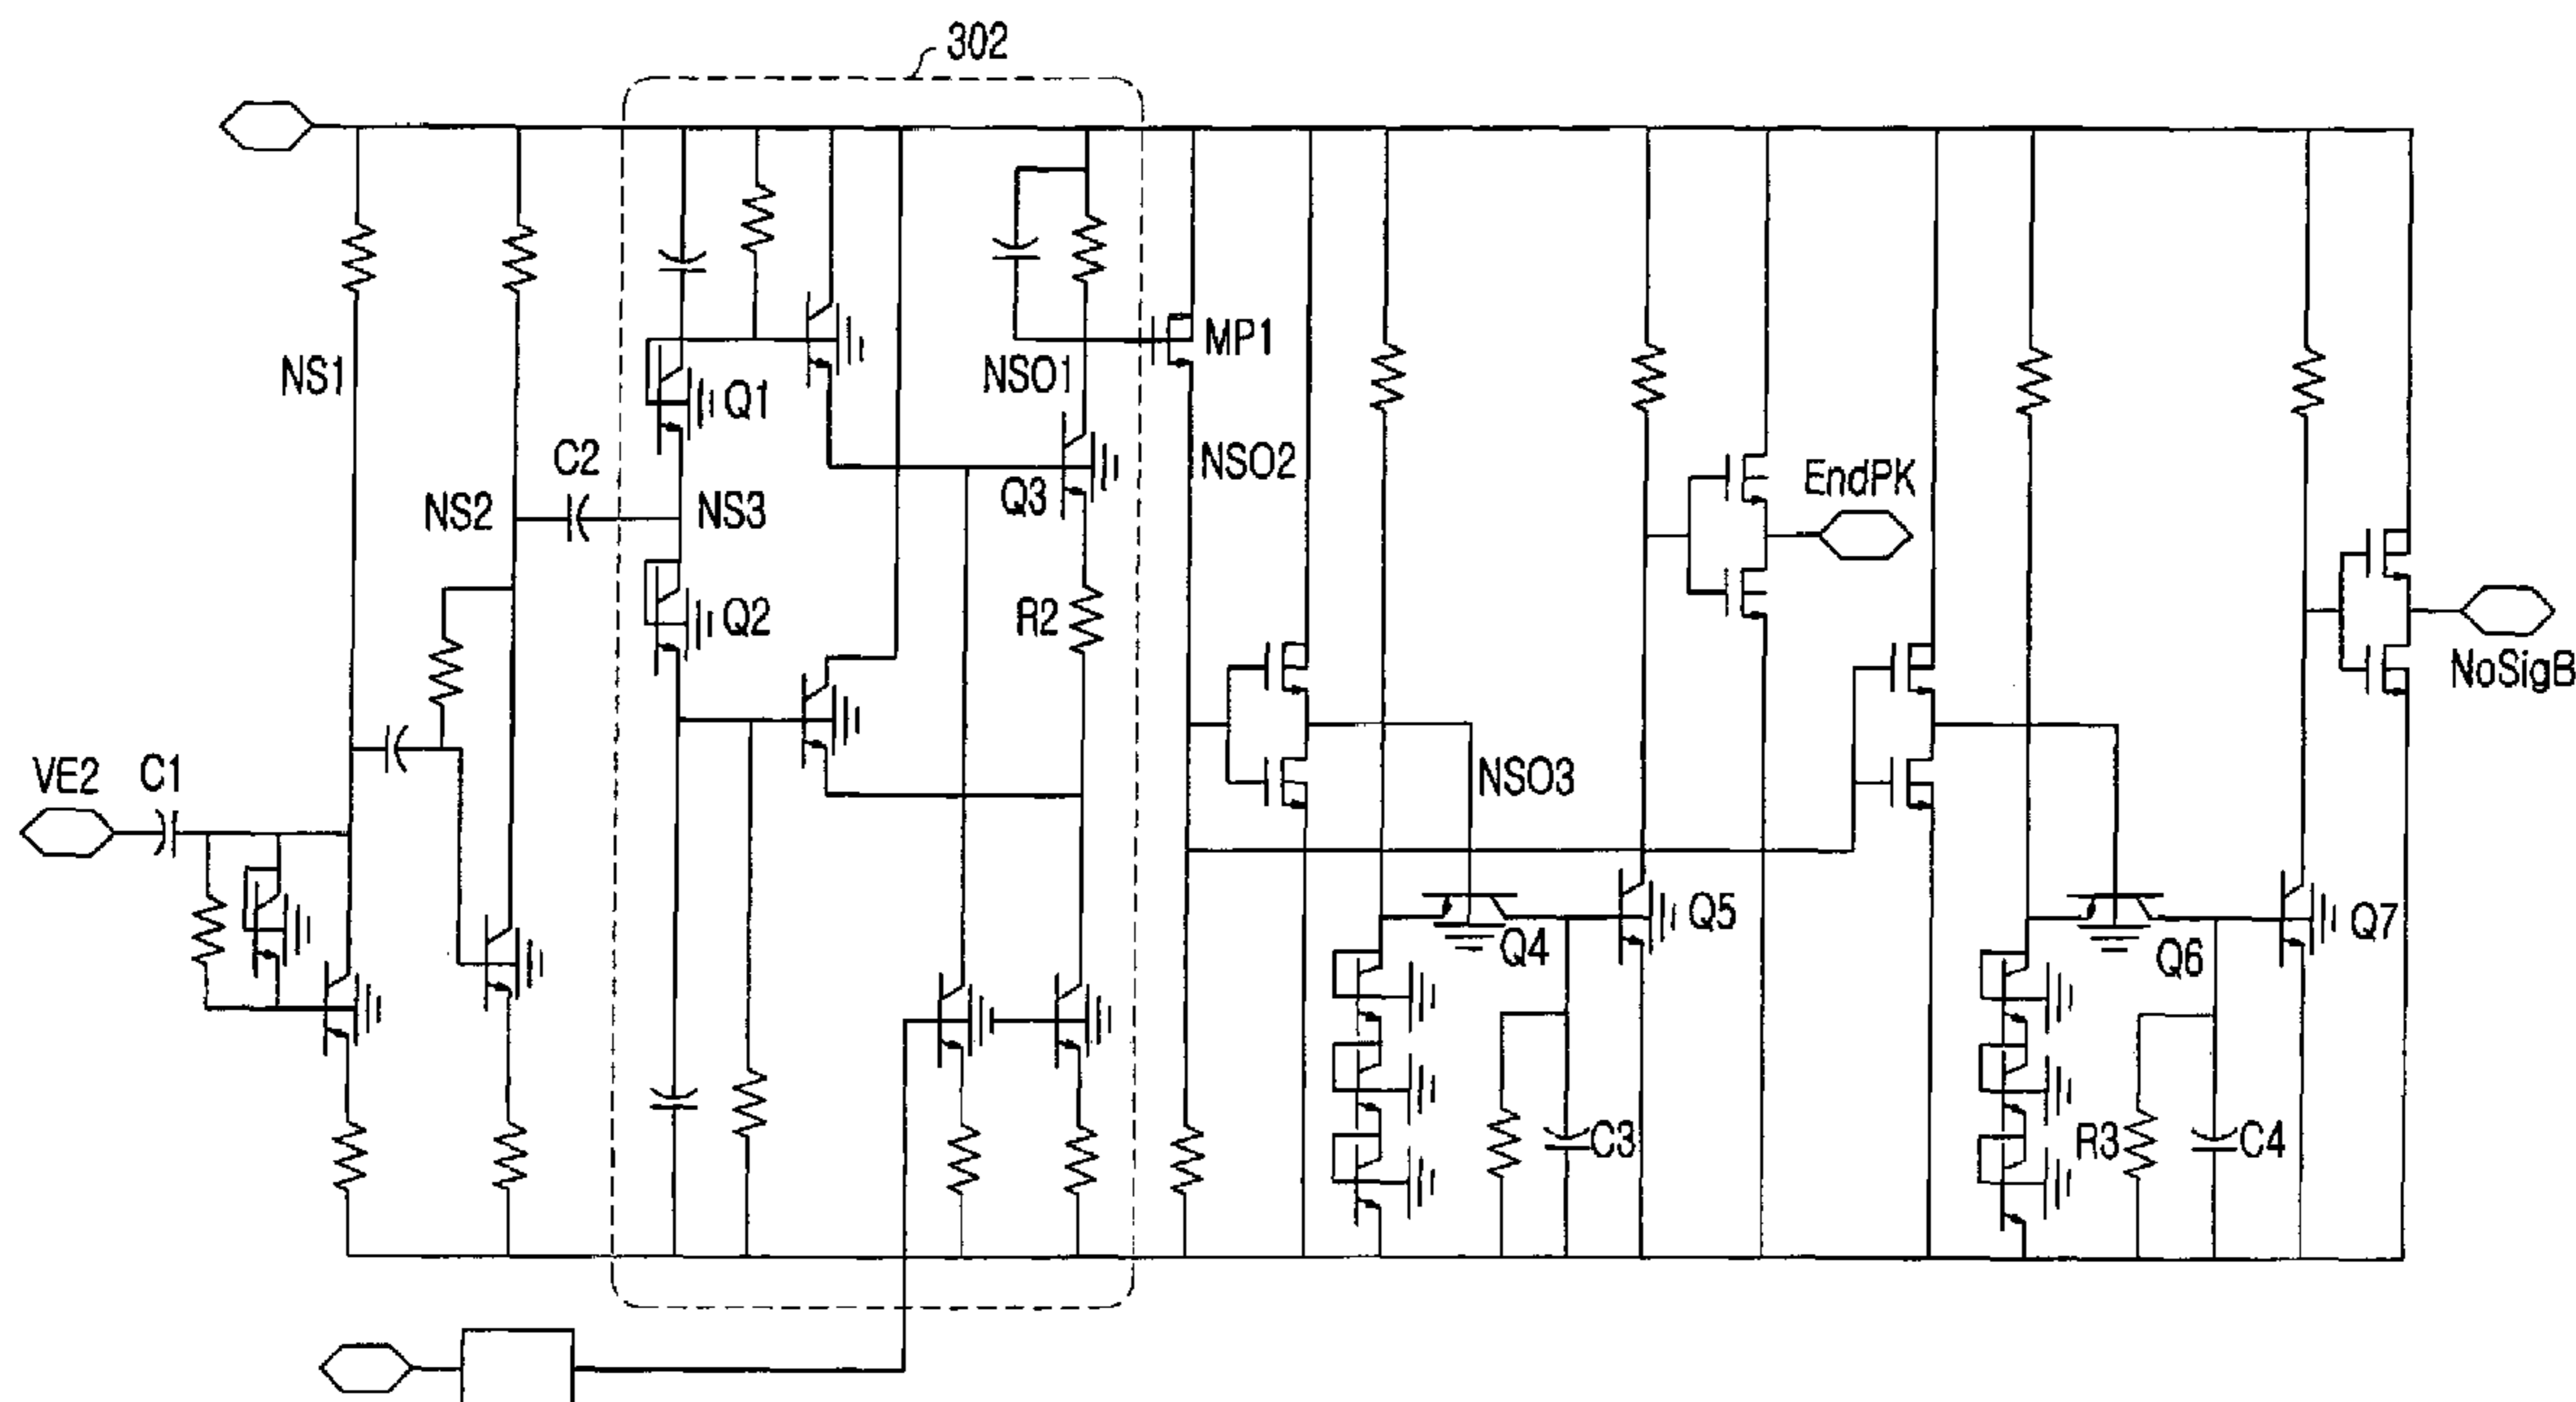 302
NS1
Q1
NSO1
MP1
C2
NS2
NS3
Q3
NSO2
EndPK
Q2
R2
NoSigB
VE2
C1
NSO3
Q4
Q5
Q6
Q7
C3
R3
C4